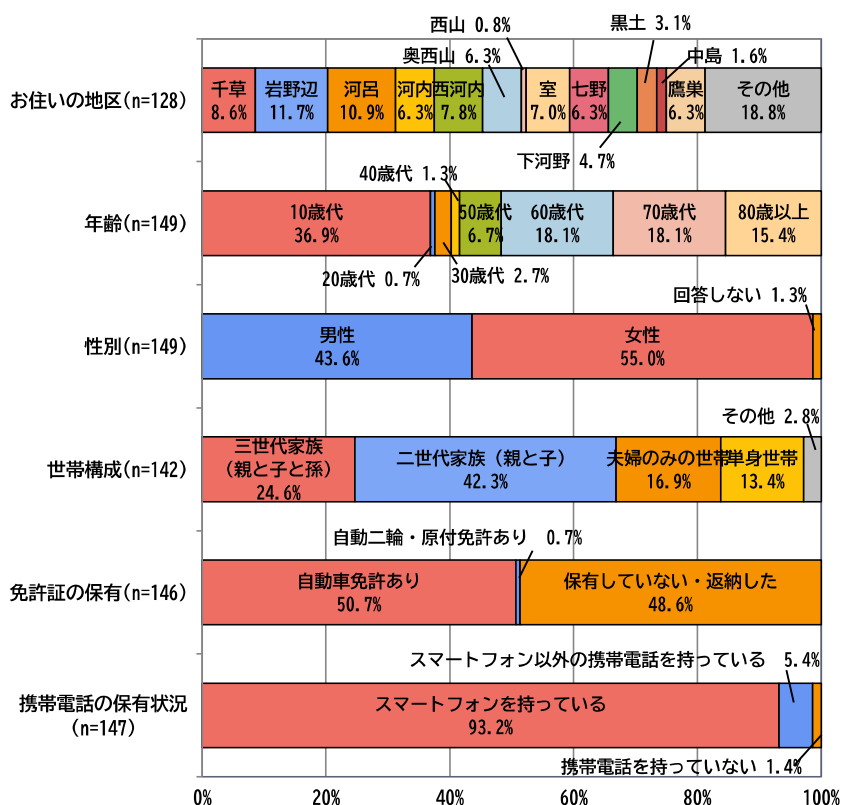 西山 0.8%
黒土 3.1%
奥西山 6.3%
中島 1.6%
お住いの地区(n=128)
千草
8.6%
岩野辺
11.7%
河呂
10.9%
河内
6.3%
西河内
7.8%
室
7.0%
七野
6.3%
鷹巣
6.3%
その他
18.8%
下河野 4.7%
40歳代 1.3%
年齢(n=149)
10歳代
36.9%
50歳代
6.7%
60歳代
18.1%
70歳代
18.1%
80歳以上
15.4%
20歳代 0.7%
30歳代 2.7%
回答しない 1.3%
性別(n=149)
男性
43.6%
女性
55.0%
その他 2.8%
世帯構成(n=142)
三世代家族
(親と子と孫)
24.6%
二世代家族(親と子)
42.3%
夫婦のみの世帯
16.9%
単身世帯
13.4%
自動二輪・原付免許あり 0.7%
免許証の保有(n=146)
自動車免許あり
50.7%
保有していない・返納した
48.6%
スマートフォン以外の携帯電話を持っている 5.4%
携帯電話の保有状況
(n=147)
スマートフォンを持っている
93.2%
携帯電話を持っていない 1.4%
0%
20%
40%
60%
80%
100%